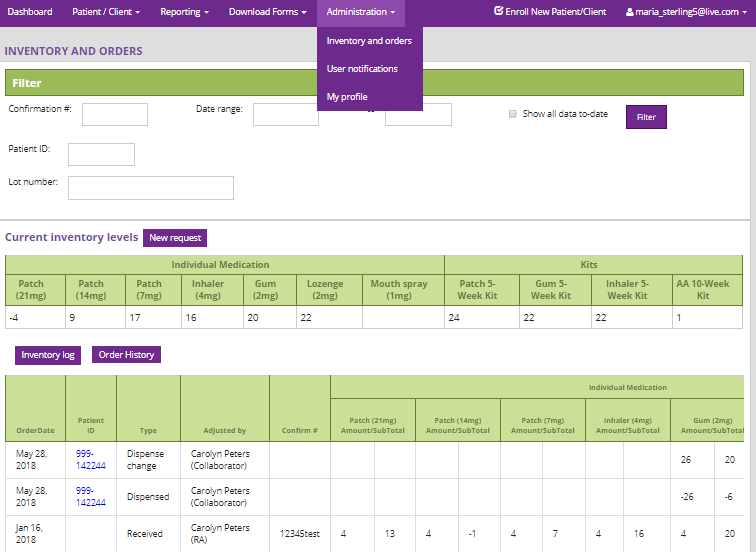 Dashboard Patient / Client Reporting Download Forms Administration Enroll New Patient/Client maria_sterling5@live.com
Inventory and orders
User notifications
My profile
INVENTORY AND ORDERS
Filter
Confirmation #: Date range: Show all data to-date Filter
Patient ID:
Lot number:
Current inventory levels New request
Individual Medication Kits
Patch (21mg) Patch (14mg) Patch (7mg) Inhaler (4mg) Gum (2mg) Lozenge (2mg) Mouth spray (1mg) Patch 5-Week Kit Gum 5-Week Kit Inhaler 5-Week Kit AA 10-Week Kit
-4 9 17 16 20 22 24 22 22 1
Inventory log Order History
Individual Medication
OrderDate Patient ID Type Adjusted by Confirm # Patch (21mg) Amount/SubTotal Patch (14mg) Amount/SubTotal Patch (7mg) Amount/SubTotal Inhaler (4mg) Amount/SubTotal Gum (2mg) Amount/SubTotal
May 28, 2018 999-142244 Dispense change Carolyn Peters (Collaborator) 26 20
May 28, 2018 999-142244 Dispensed Carolyn Peters (Collaborator) -26 -6
Jan 16, 2018 Received Carolyn Peters (RA) 12345test 4 13 4 -1 4 7 4 16 4 20